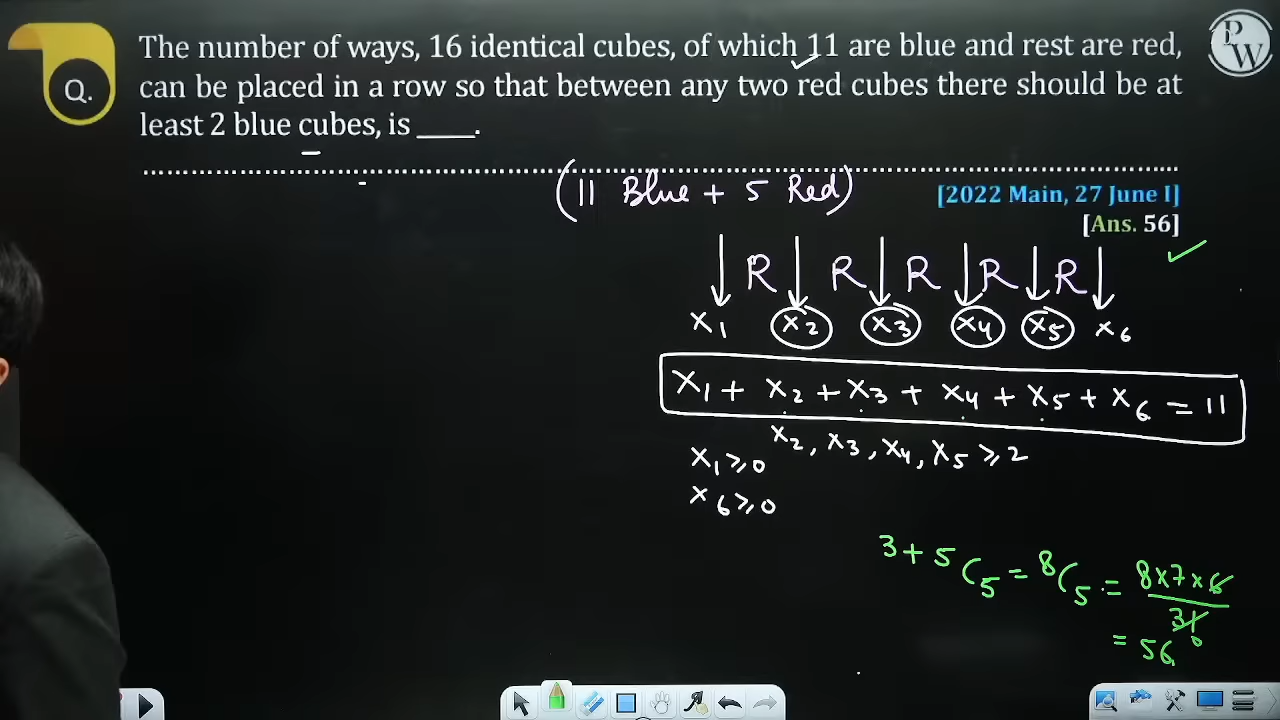 Q.
The number of ways, 16 identical cubes, of which 11 are blue and rest are red,
can be placed in a row so that between any two red cubes there should be at
least 2 blue cubes, is ____.
PW
(11 Blue + 5 Red)
[2022 Main, 27 June I]
[Ans. 56]
R R R R R
x1 x2 x3 x4 x5 x6
x1 + x2 + x3 + x4 + x5 + x6 = 11
x2, x3, x4, x5 ≥ 2
x1 ≥ 0
x6 ≥ 0
3+5C5 = 8C5 = 8×7×6
3!
= 56